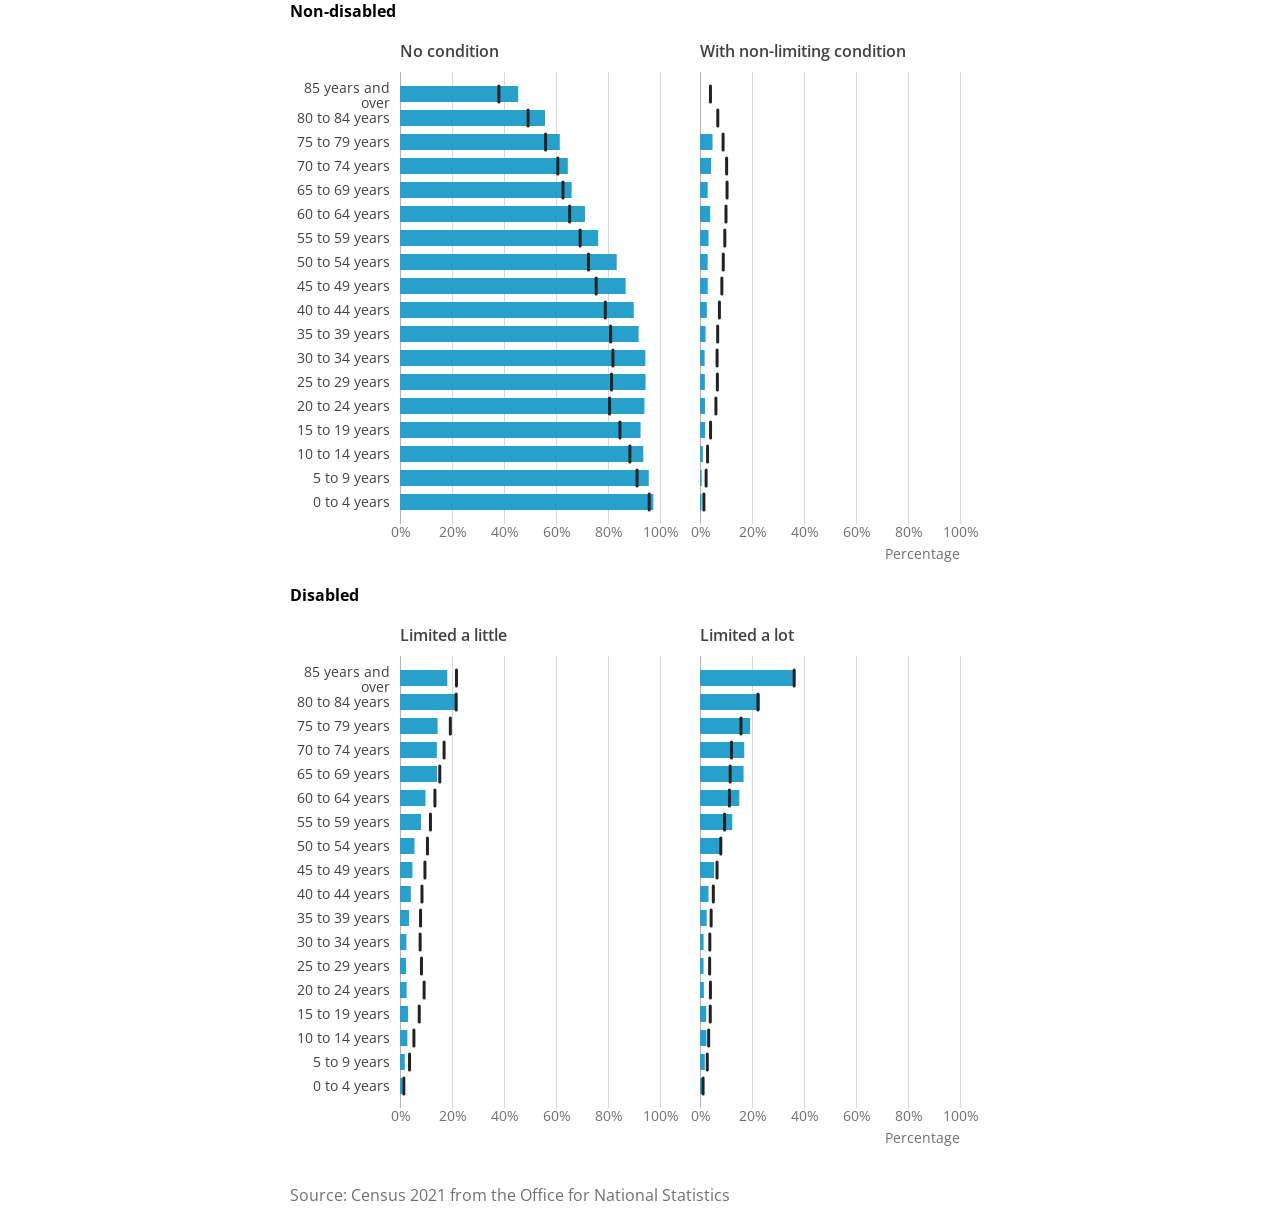 Non-disabled
No condition
With non-limiting condition
85 years and
over
80 to 84 years
75 to 79 years
70 to 74 years
65 to 69 years
60 to 64 years
55 to 59 years
50 to 54 years
45 to 49 years
40 to 44 years
35 to 39 years
30 to 34 years
25 to 29 years
20 to 24 years
15 to 19 years
10 to 14 years
5 to 9 years
0 to 4 years
0% 20% 40% 60% 80% 100% 0% 20% 40% 60% 80% 100%
Percentage
Disabled
Limited a little
Limited a lot
85 years and
over
80 to 84 years
75 to 79 years
70 to 74 years
65 to 69 years
60 to 64 years
55 to 59 years
50 to 54 years
45 to 49 years
40 to 44 years
35 to 39 years
30 to 34 years
25 to 29 years
20 to 24 years
15 to 19 years
10 to 14 years
5 to 9 years
0 to 4 years
0% 20% 40% 60% 80% 100% 0% 20% 40% 60% 80% 100%
Percentage
Source: Census 2021 from the Office for National Statistics